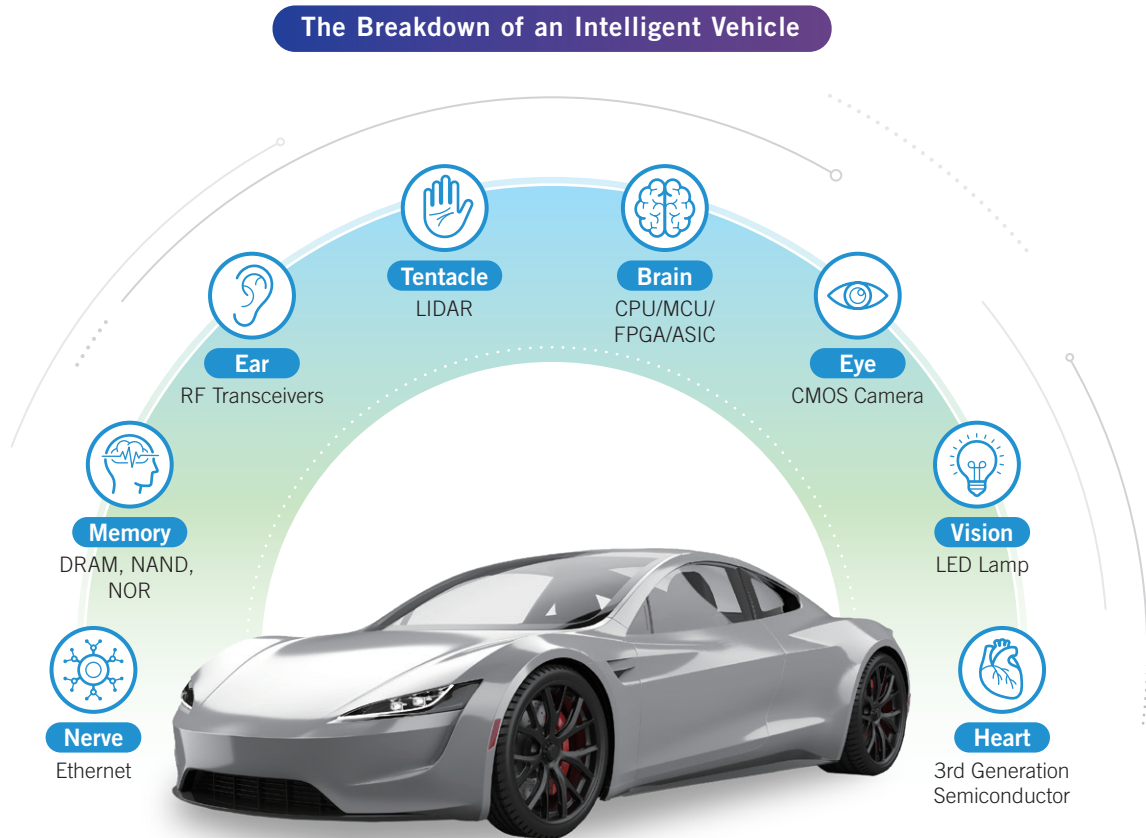 The Breakdown of an Intelligent Vehicle
Tentacle
LIDAR
Brain
CPU/MCU/
FPGA/ASIC
Ear
RF Transceivers
Eye
CMOS Camera
Memory
DRAM, NAND,
NOR
Vision
LED Lamp
Nerve
Ethernet
Heart
3rd Generation
Semiconductor